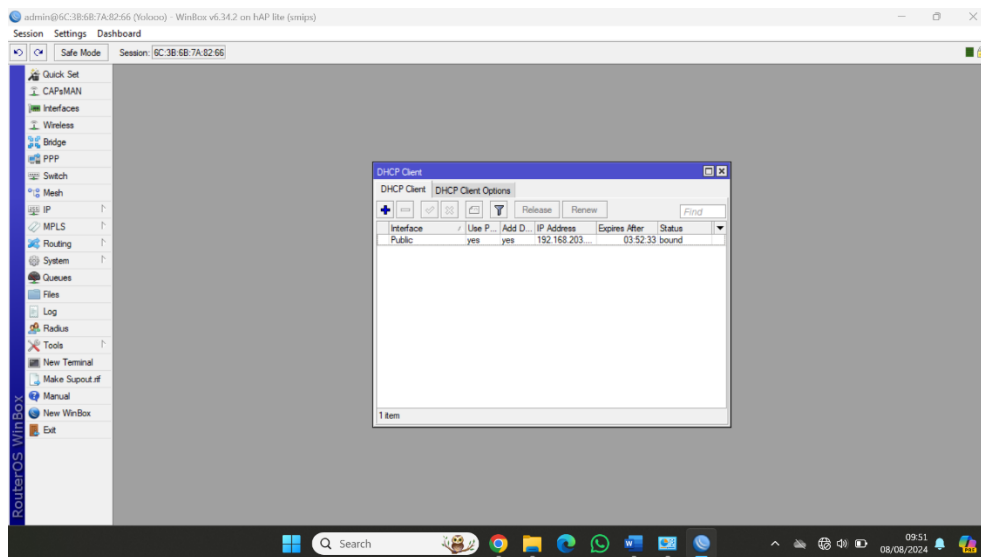 admin@6C:3B:6B:7A:82:66 (Yolooo) - WinBox v6.34.2 on hAP lite (smips)
Session Settings Dashboard
Safe Mode Session: 6C:3B:6B:7A:82:66
Quick Set
CAPsMAN
Interfaces
Wireless
Bridge
PPP
Switch
Mesh
IP
MPLS
Routing
System
Queues
Files
Log
Radius
Tools
New Terminal
Make Supout.rif
Manual
New WinBox
Exit
RouterOS WinBox
DHCP Client
DHCP Client DHCP Client Options
Release Renew Find
Interface Use P... Add D... IP Address Expires After Status
Public yes yes 192.168.203.... 03:52:33 bound
1 item
Search
09:51
08/08/2024